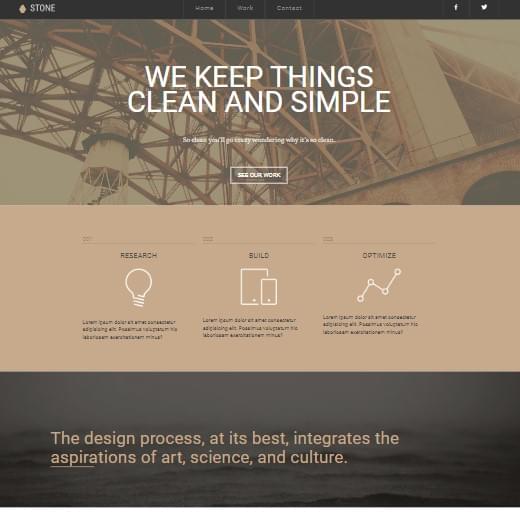 STONE
Home Work Contact
WE KEEP THINGS
CLEAN AND SIMPLE
So clean you'll go crazy wondering why it's so clean.
SEE OUR WORK
001 002 003
RESEARCH BUILD OPTIMIZE
Lorem ipsum dolor sit amet consectetur
adipisicing elit. Possimus voluptatum hic
laboriosam exercitationem minus?
Lorem ipsum dolor sit amet consectetur
adipisicing elit. Possimus voluptatum hic
laboriosam exercitationem minus?
Lorem ipsum dolor sit amet consectetur
adipisicing elit. Possimus voluptatum hic
laboriosam exercitationem minus?
The design process, at its best, integrates the
aspirations of art, science, and culture.